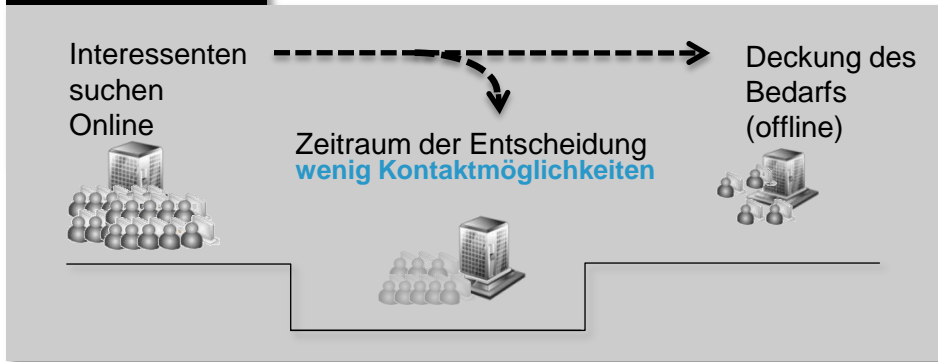 Interessenten
suchen
Online
Zeitraum der Entscheidung
wenig Kontaktmöglichkeiten
Deckung des
Bedarfs
(offline)